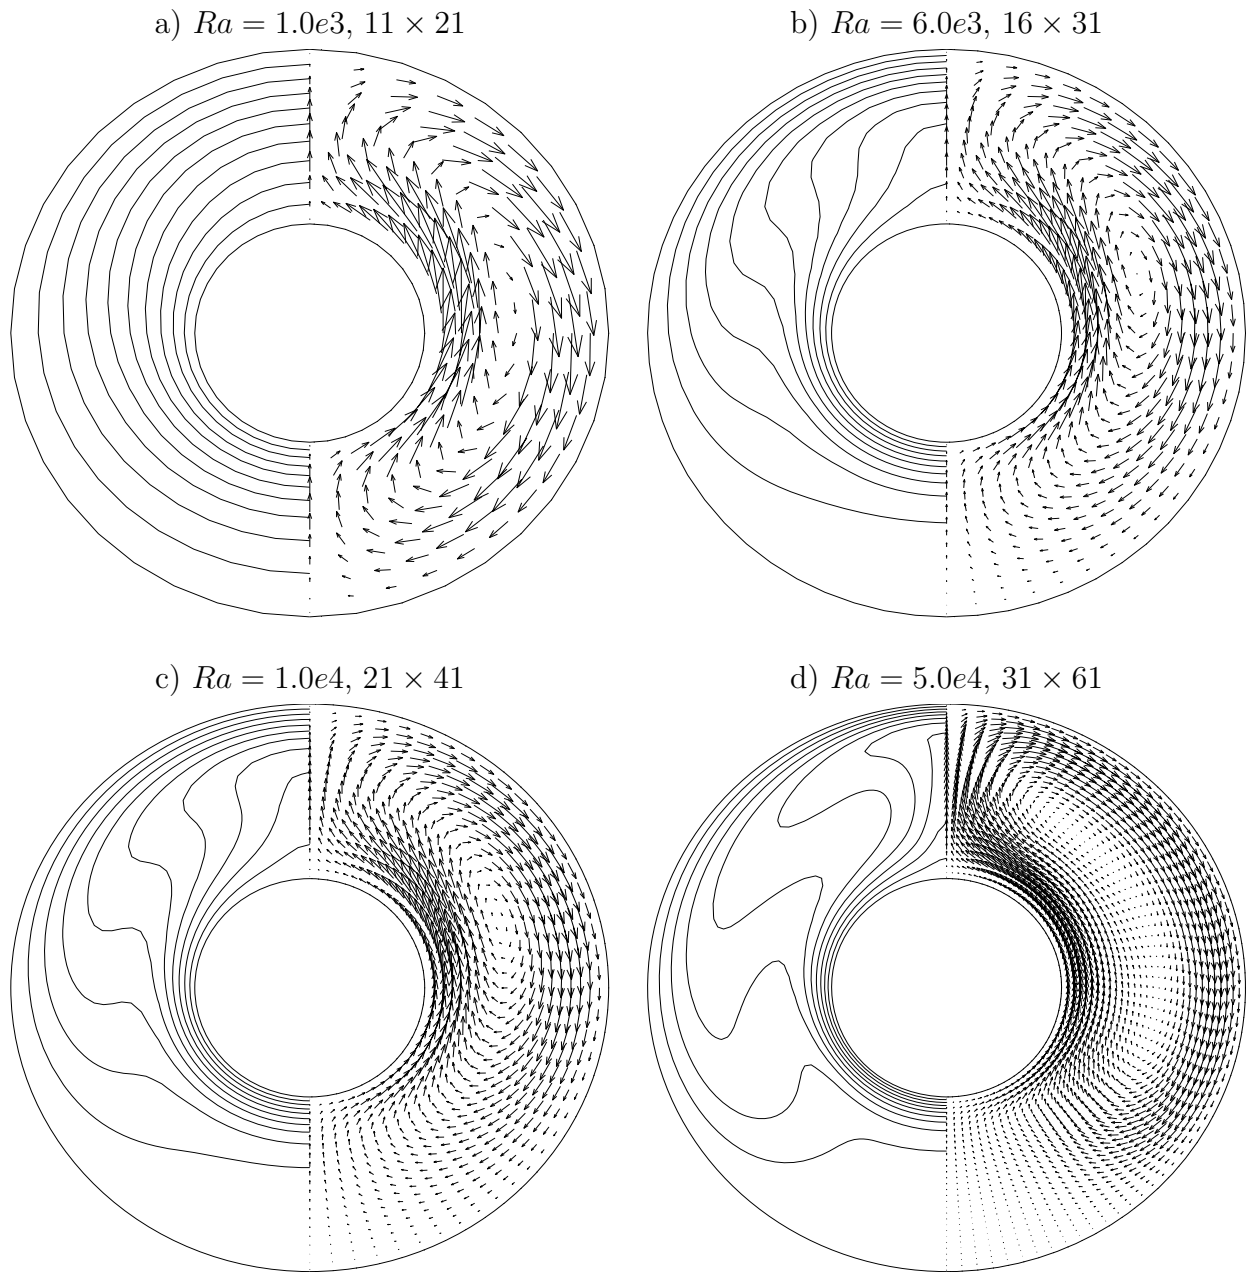 a) Ra = 1.0e3, 11 × 21
b) Ra = 6.0e3, 16 × 31
c) Ra = 1.0e4, 21 × 41
d) Ra = 5.0e4, 31 × 61